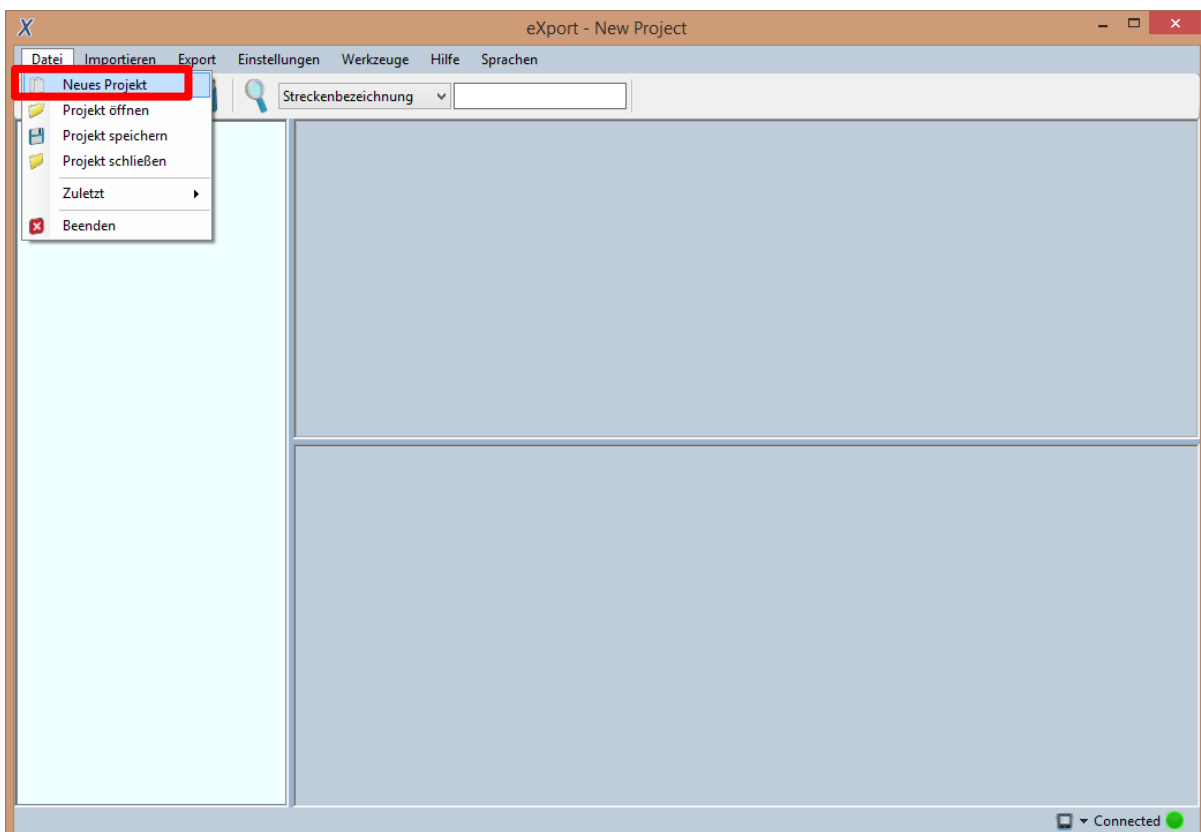 X eXport - New Project
Datei Importieren Export Einstellungen Werkzeuge Hilfe Sprachen
Neues Projekt
Streckenbezeichnung
Projekt öffnen
Projekt speichern
Projekt schließen
Zuletzt
Beenden
Connected